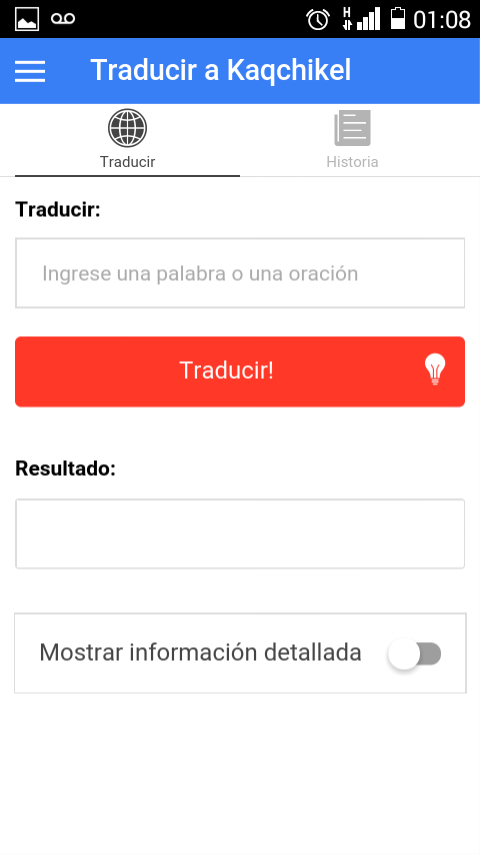 H 01:08
Traducir a Kaqchikel
Traducir Historia
Traducir:
Ingrese una palabra o una oración
Traducir!
Resultado:
Mostrar información detallada